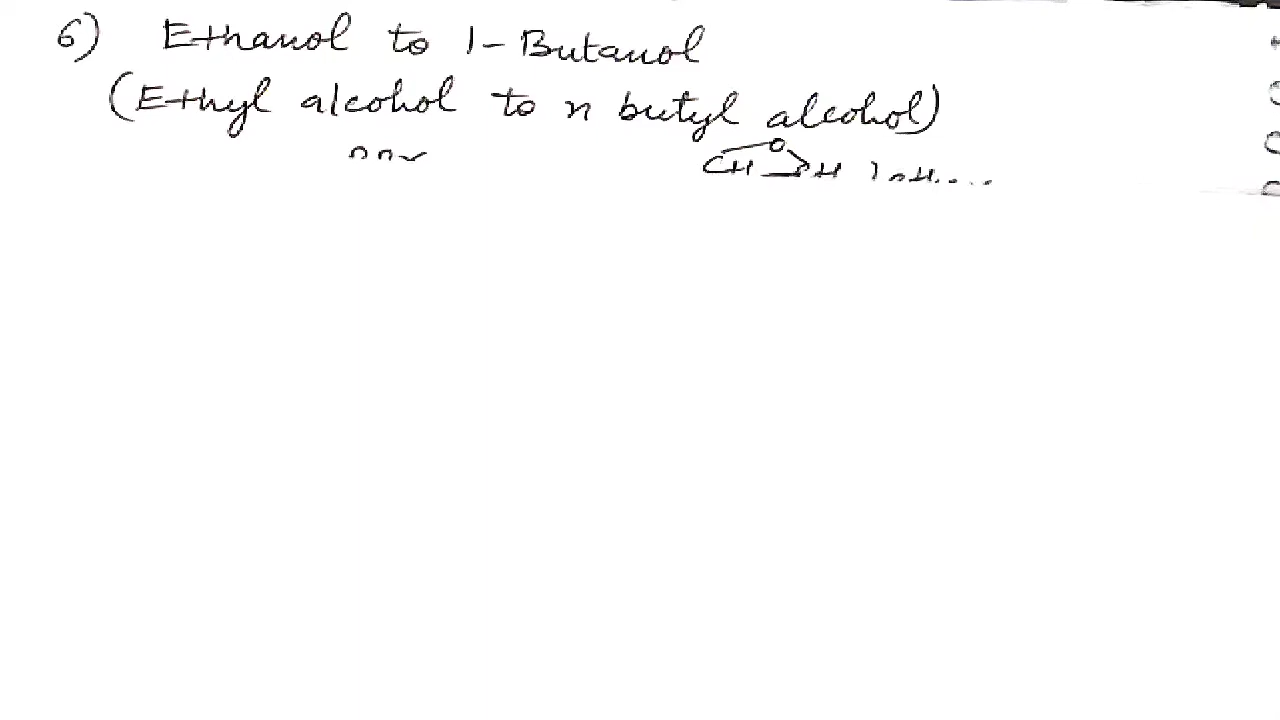 6) Ethanol to 1-Butanol
(Ethyl alcohol to n butyl alcohol)